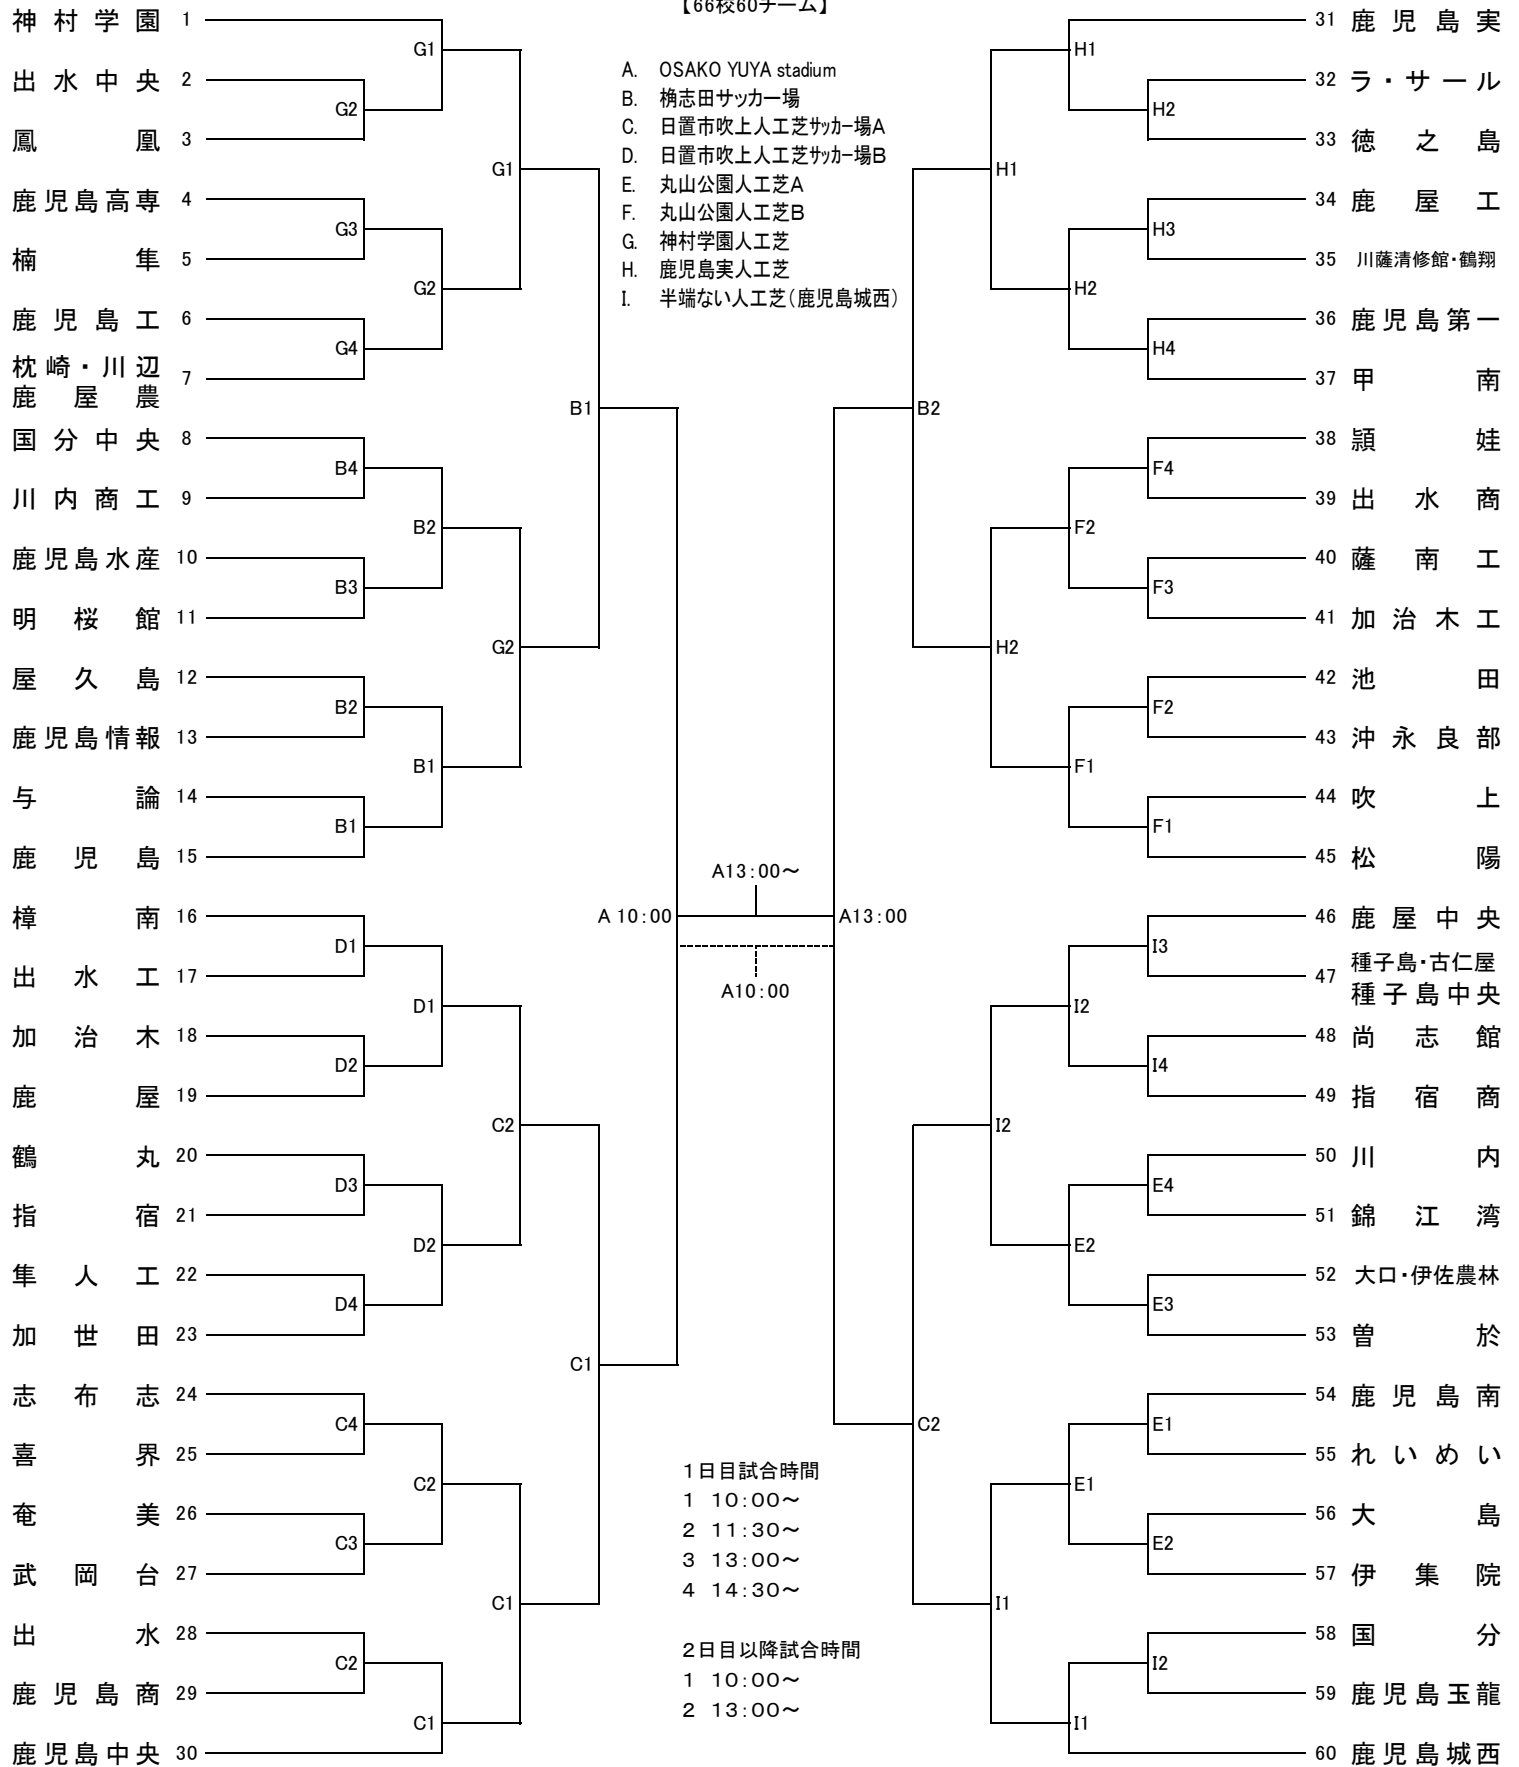 【66校60チーム】
A. OSAKO YUYA stadium
B. 桷志田サッカー場
C. 日置市吹上人工芝ｻｯｶｰ場A
D. 日置市吹上人工芝ｻｯｶｰ場B
E. 丸山公園人工芝A
F. 丸山公園人工芝B
G. 神村学園人工芝
H. 鹿児島実人工芝
I. 半端ない人工芝（鹿児島城西）
神村学園 1
出水中央 2
鳳凰 3
鹿児島高専 4
楠隼 5
鹿児島工 6
枕崎・川辺
鹿屋農 7
国分中央 8
川内商工 9
鹿児島水産 10
明桜館 11
屋久島 12
鹿児島情報 13
与論 14
鹿児島 15
樟南 16
出水工 17
加治木 18
鹿屋 19
鶴丸 20
指宿 21
隼人工 22
加世田 23
志布志 24
喜界 25
奄美 26
武岡台 27
出水 28
鹿児島商 29
鹿児島中央 30
G2
G3
G4
B4
B3
B2
B1
D1
D2
D3
D4
C4
C3
C2
G1
G2
B2
B1
D1
D2
C2
C1
G1
G2
C2
C1
B1
C1
A 10:00
A13:00～
A10:00
A13:00
B2
C2
H1
H2
I2
I1
H1
H2
F2
F1
I2
E2
E1
I1
H2
H3
H4
F4
F3
F2
F1
I3
I4
E4
E3
E1
E2
I2
31 鹿児島実
32 ラ・サール
33 徳之島
34 鹿屋工
35 川薩清修館・鶴翔
36 鹿児島第一
37 甲南
38 頴娃
39 出水商
40 薩南工
41 加治木工
42 池田
43 沖永良部
44 吹上
45 松陽
46 鹿屋中央
47 種子島・古仁屋
種子島中央
48 尚志館
49 指宿商
50 川内
51 錦江湾
52 大口・伊佐農林
53 曽於
54 鹿児島南
55 れいめい
56 大島
57 伊集院
58 国分
59 鹿児島玉龍
60 鹿児島城西
１日目試合時間
１ １０：００～
２ １１：３０～
３ １３：００～
４ １４：３０～
２日目以降試合時間
１ １０：００～
２ １３：００～